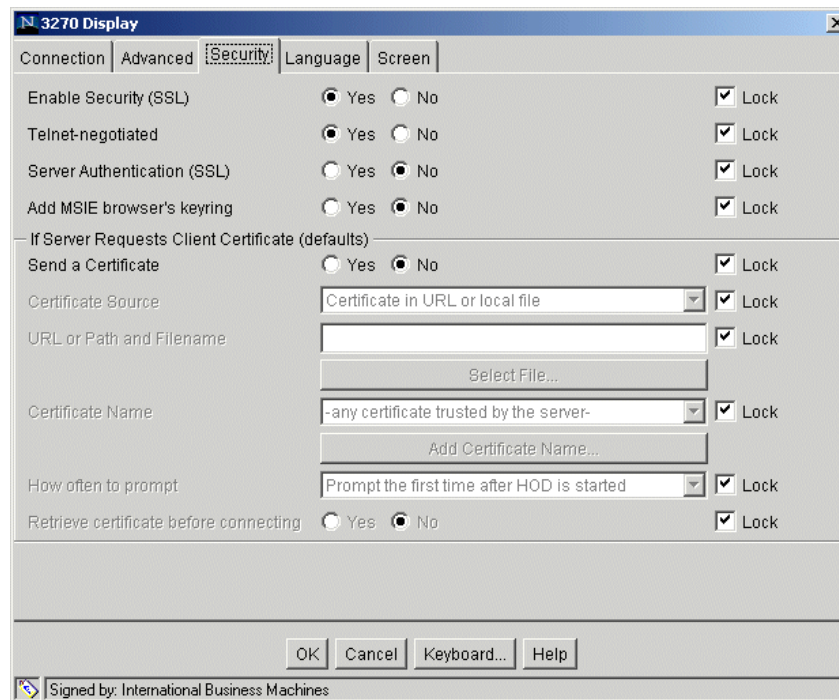 3270 Display
Connection Advanced Security Language Screen
Enable Security (SSL) Yes No Lock
Telnet-negotiated Yes No Lock
Server Authentication (SSL) Yes No Lock
Add MSIE browser's keyring Yes No Lock
If Server Requests Client Certificate (defaults)
Send a Certificate Yes No Lock
Certificate Source Certificate in URL or local file Lock
URL or Path and Filename Lock
Select File...
Certificate Name -any certificate trusted by the server- Lock
Add Certificate Name...
How often to prompt Prompt the first time after HOD is started Lock
Retrieve certificate before connecting Yes No Lock
OK Cancel Keyboard... Help
Signed by: International Business Machines